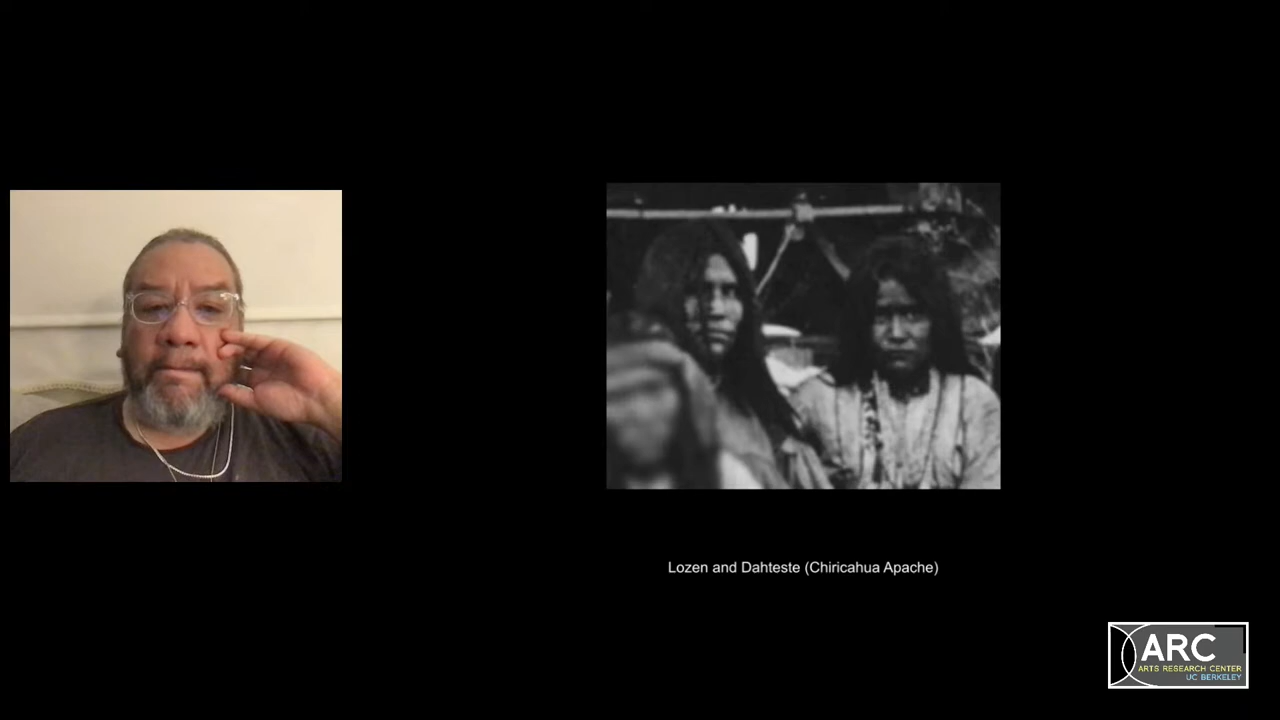 Lozen and Dahteste (Chiricahua Apache)
ARC
ARTS RESEARCH CENTER
UC BERKELEY